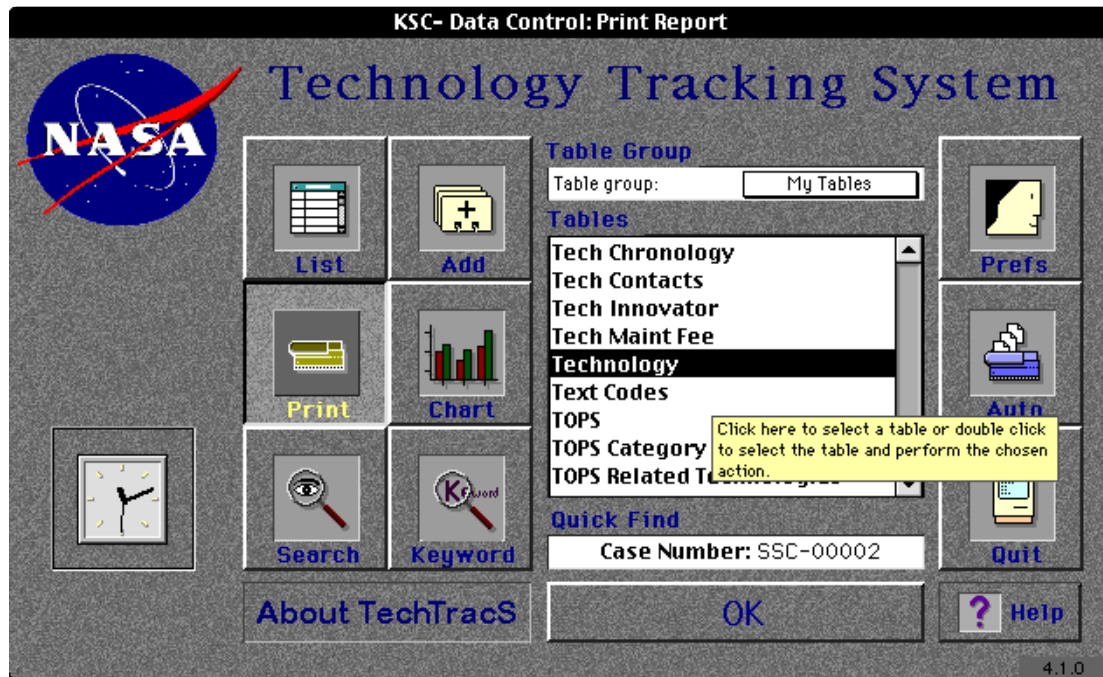 KSC- Data Control: Print Report
Technology Tracking System
NASA
Table Group
Table group: My Tables
Tables
Tech Chronology
Tech Contacts
Tech Innovator
Tech Maint Fee
Technology
Text Codes
TOPS
TOPS Category
TOPS Related
Click here to select a table or double click
to select the table and perform the chosen
action.
List
Add
Print
Chart
Search
Keyword
Keyword
Prefs
Auto
Quit
Quick Find
Case Number: SSC-00002
About TechTracS
OK
? Help
4.1.0